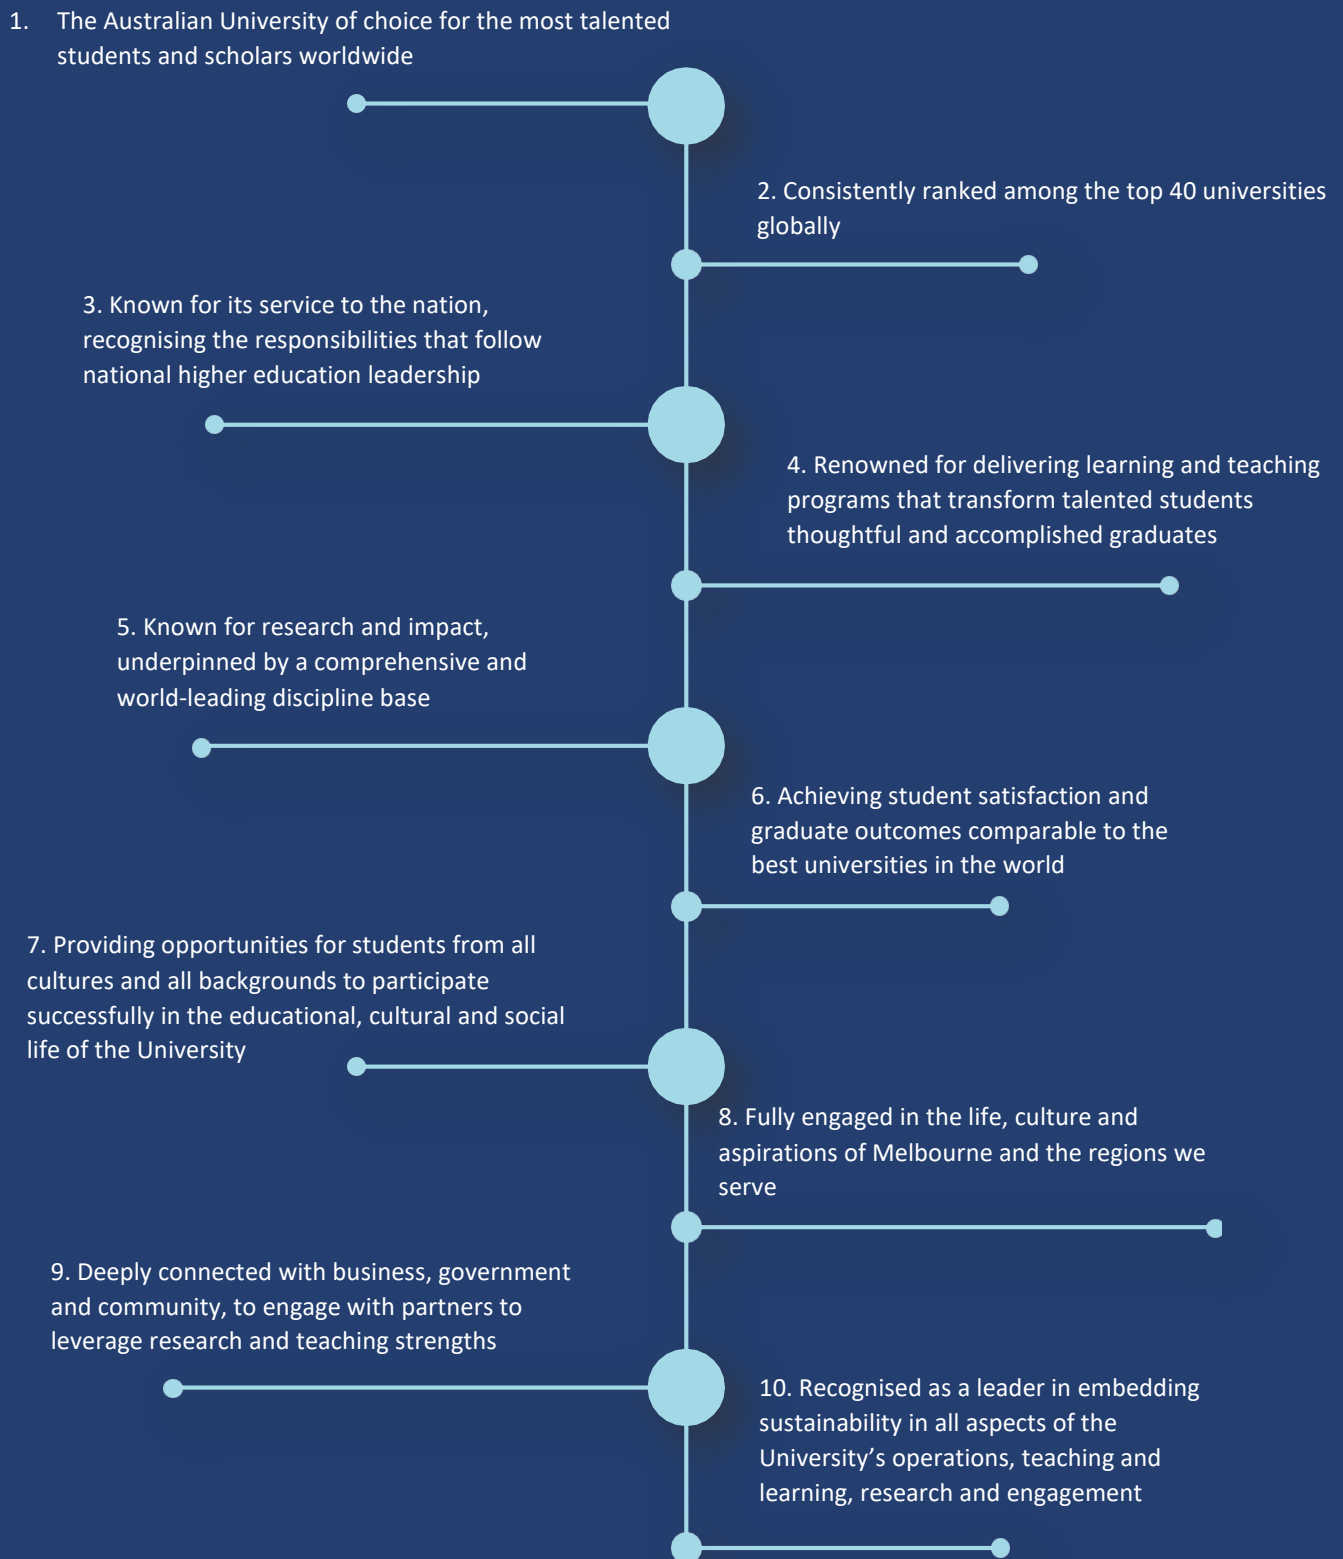 1. The Australian University of choice for the most talented
students and scholars worldwide
2. Consistently ranked among the top 40 universities
globally
3. Known for its service to the nation,
recognising the responsibilities that follow
national higher education leadership
4. Renowned for delivering learning and teaching
programs that transform talented students
thoughtful and accomplished graduates
5. Known for research and impact,
underpinned by a comprehensive and
world-leading discipline base
6. Achieving student satisfaction and
graduate outcomes comparable to the
best universities in the world
7. Providing opportunities for students from all
cultures and all backgrounds to participate
successfully in the educational, cultural and social
life of the University
8. Fully engaged in the life, culture and
aspirations of Melbourne and the regions we
serve
9. Deeply connected with business, government
and community, to engage with partners to
leverage research and teaching strengths
10. Recognised as a leader in embedding
sustainability in all aspects of the
University’s operations, teaching and
learning, research and engagement